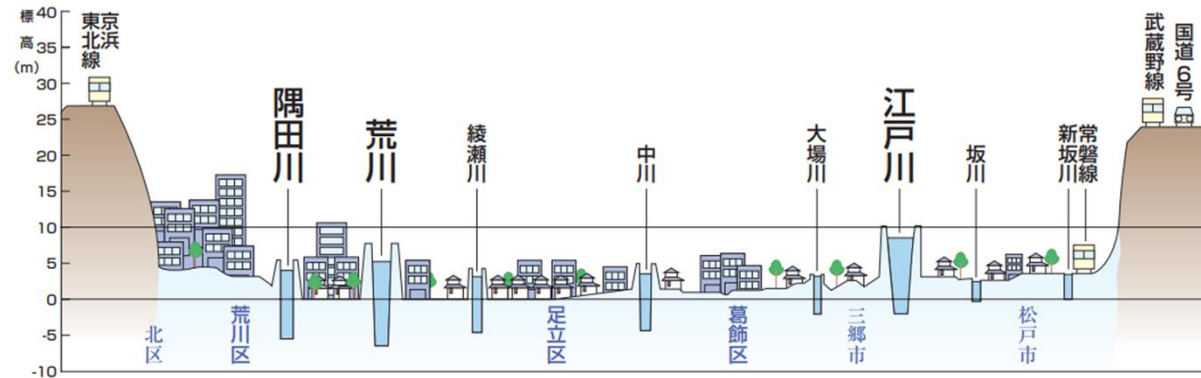 標高(m)
40
35
30
25
20
15
10
5
0
-5
-10
京浜
東北線
隅田川
荒川
綾瀬川
中川
大場川
江戸川
坂川
新坂川
常磐線
武蔵野線
国道6号
北区
荒川区
足立区
葛飾区
三郷市
松戸市